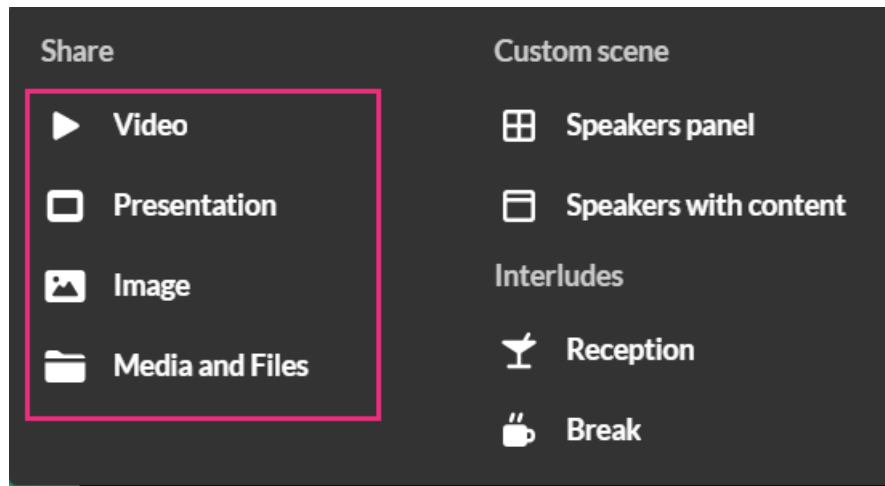 Share
Video
Presentation
Image
Media and Files
Custom scene
Speakers panel
Speakers with content
Interludes
Reception
Break